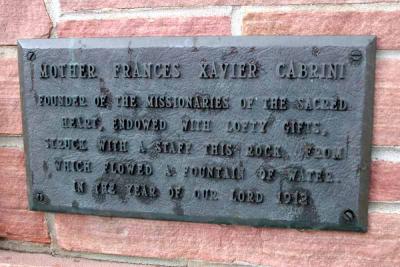 MOTHER FRANCES XAVIER CABRINI
FOUNDER OF THE MISSIONARIES OF THE SACRED
HEART, ENDOWED WITH LOFTY GIFTS,
STRUCK WITH A STAFF THIS ROCK, FROM
WHICH FLOWED A FOUNTAIN OF WATER.
IN THE YEAR OF OUR LORD 1912